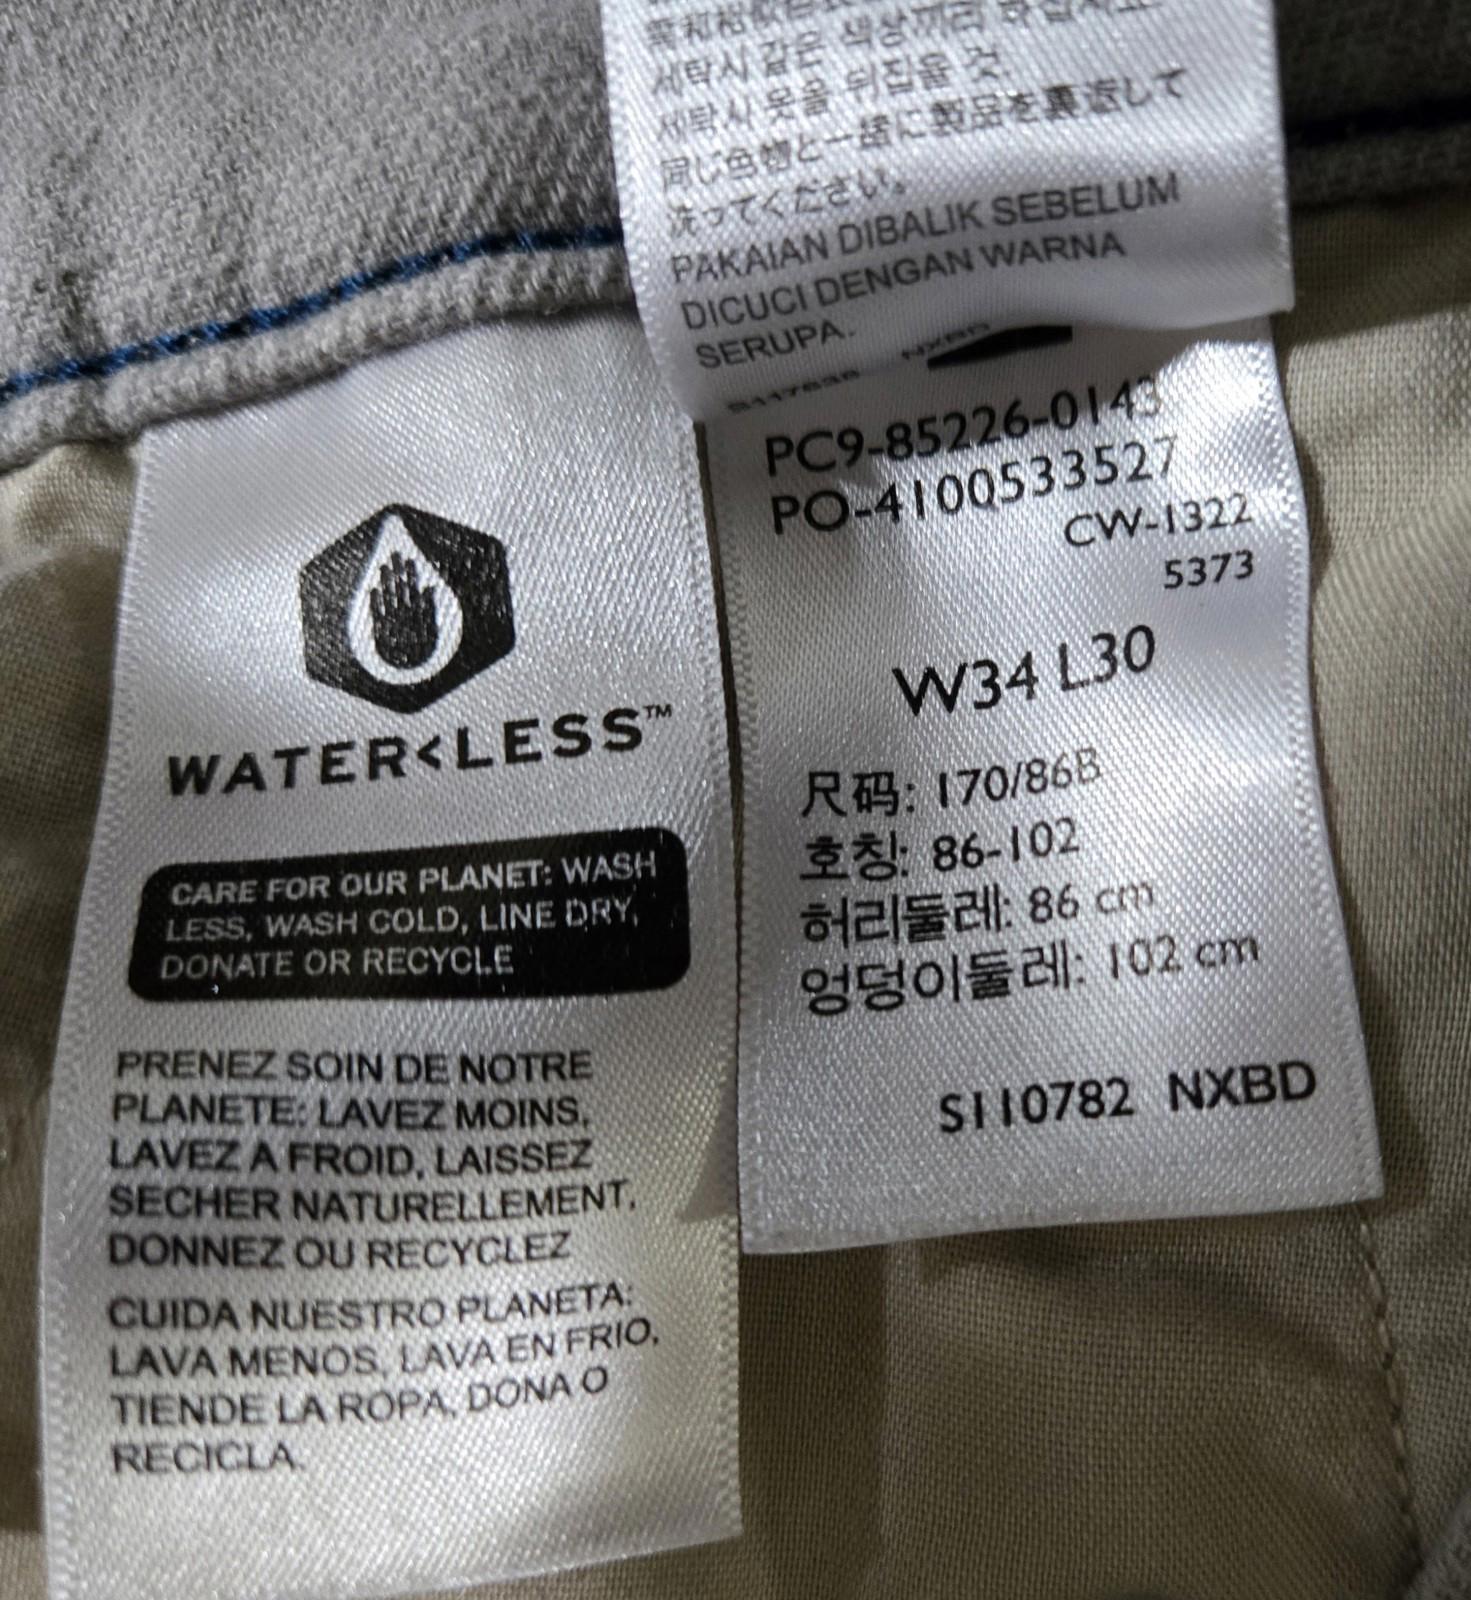 세탁시 같은 색상끼리
세탁시 옷을 뒤집을 것.
同じ色物と一緒に製品を裏返して
洗ってください。
PAKAIAN DIBALIK SEBELUM
DICUCI DENGAN WARNA
SERUPA.
NXBD
PC9-85226-0143
PO-4100533527
CW-1322
5373
W34 L30
尺码: 170/86B
호칭: 86-102
허리둘레: 86 cm
엉덩이둘레: 102 cm
S110782 NXBD
WATER<LESS™
CARE FOR OUR PLANET: WASH
LESS, WASH COLD, LINE DRY,
DONATE OR RECYCLE
PRENEZ SOIN DE NOTRE
PLANETE: LAVEZ MOINS,
LAVEZ A FROID, LAISSEZ
SECHER NATURELLEMENT,
DONNEZ OU RECYCLEZ
CUIDA NUESTRO PLANETA:
LAVA MENOS, LAVA EN FRIO,
TIENDE LA ROPA, DONA O
RECICLA.